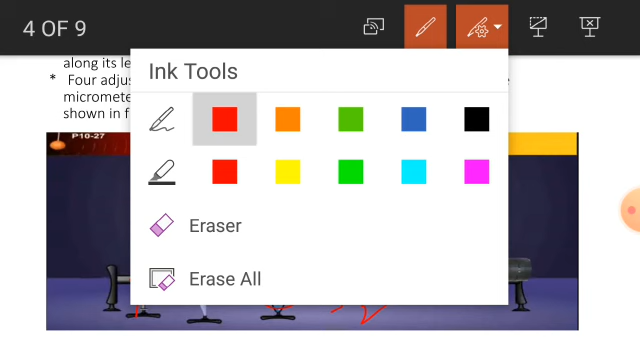 4 OF 9
along its le
* Four adjus
micromete
shown in f
Ink Tools
P10-27
Eraser
Erase All